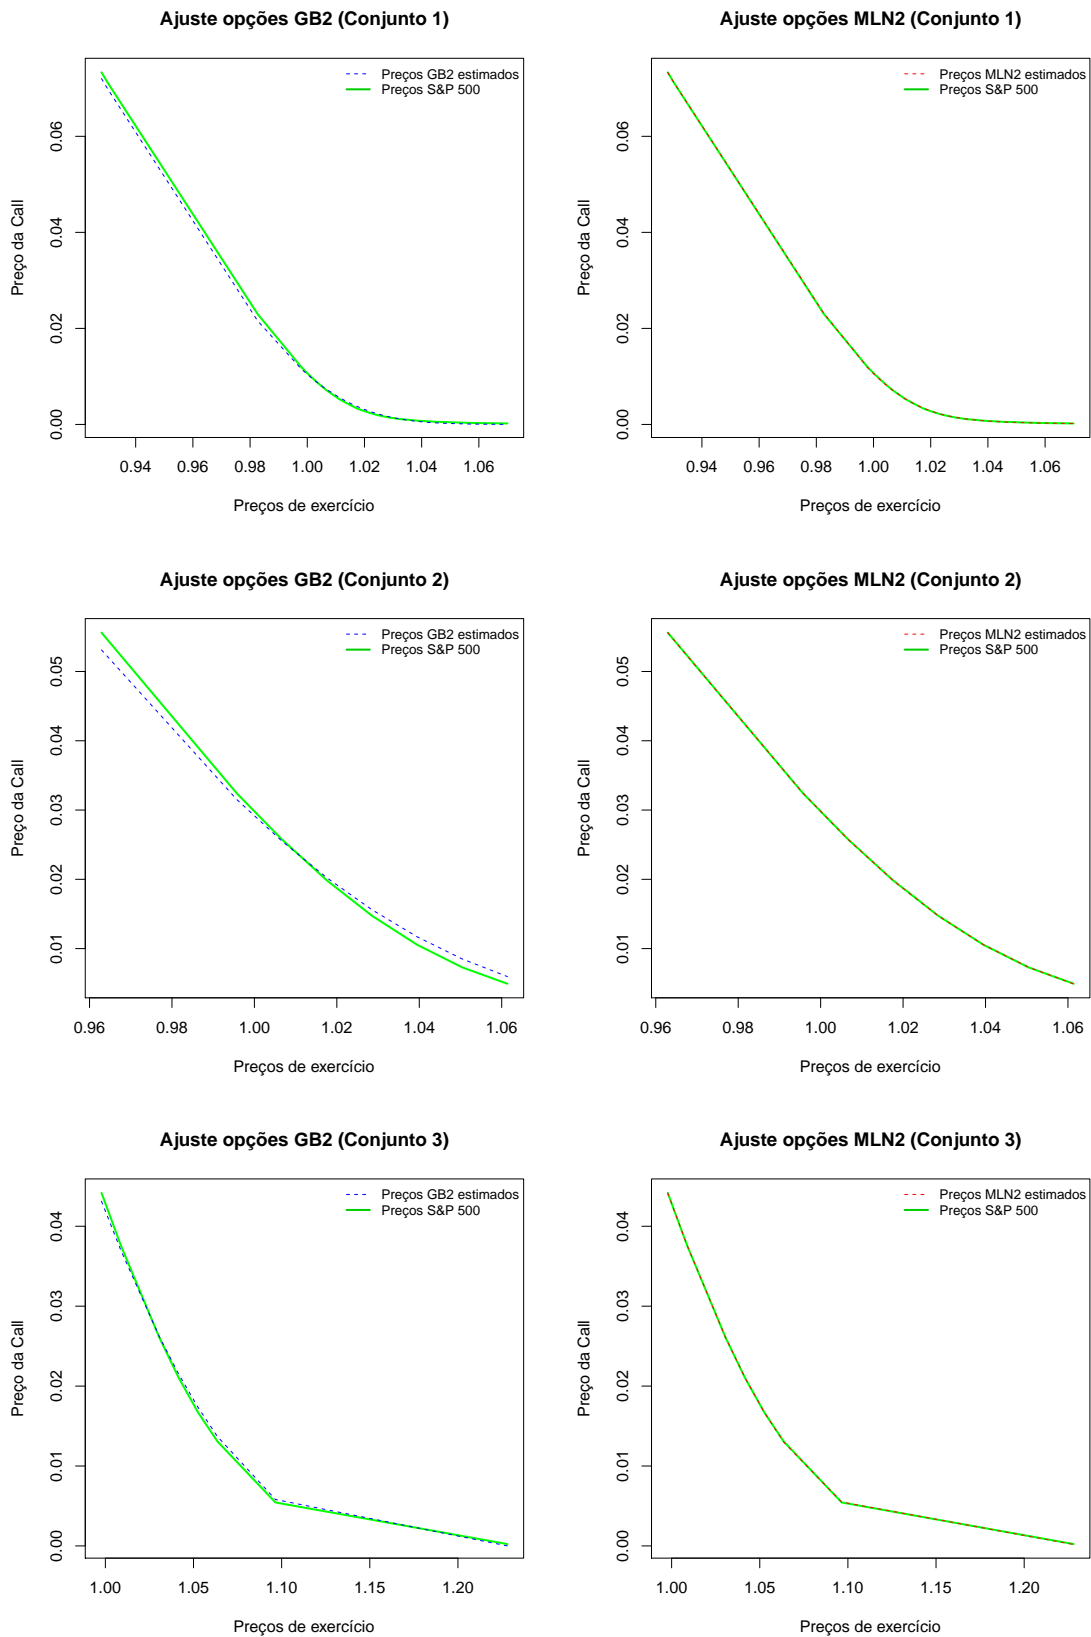 Ajuste opções GB2 (Conjunto 1)
Preços GB2 estimados
Preços S&P 500
Preço da Call
0.00 0.02 0.04 0.06
0.94 0.96 0.98 1.00 1.02 1.04 1.06
Preços de exercício
Ajuste opções MLN2 (Conjunto 1)
Preços MLN2 estimados
Preços S&P 500
Preço da Call
0.00 0.02 0.04 0.06
0.94 0.96 0.98 1.00 1.02 1.04 1.06
Preços de exercício
Ajuste opções GB2 (Conjunto 2)
Preços GB2 estimados
Preços S&P 500
Preço da Call
0.01 0.02 0.03 0.04 0.05
0.96 0.98 1.00 1.02 1.04 1.06
Preços de exercício
Ajuste opções MLN2 (Conjunto 2)
Preços MLN2 estimados
Preços S&P 500
Preço da Call
0.01 0.02 0.03 0.04 0.05
0.96 0.98 1.00 1.02 1.04 1.06
Preços de exercício
Ajuste opções GB2 (Conjunto 3)
Preços GB2 estimados
Preços S&P 500
Preço da Call
0.00 0.01 0.02 0.03 0.04
1.00 1.05 1.10 1.15 1.20
Preços de exercício
Ajuste opções MLN2 (Conjunto 3)
Preços MLN2 estimados
Preços S&P 500
Preço da Call
0.00 0.01 0.02 0.03 0.04
1.00 1.05 1.10 1.15 1.20
Preços de exercício